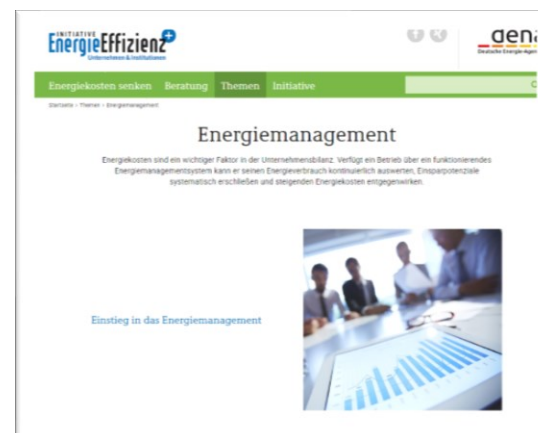 INITIATIVE
EnergieEffizienz+
Unternehmen & Institutionen
dena
Deutsche Energie-Agen
Energiekosten senken Beratung Themen Initiative
Startseite › Themen › Energiemanagement
Energiemanagement
Energiekosten sind ein wichtiger Faktor in der Unternehmensbilanz. Verfügt ein Betrieb über ein funktionierendes
Energiemanagementsystem kann er seinen Energieverbrauch kontinuierlich auswerten, Einsparpotenziale
systematisch erschließen und steigenden Energiekosten entgegenwirken.
Einstieg in das Energiemanagement